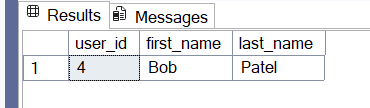 Results Messages
user_id first_name last_name
1 4 Bob Patel